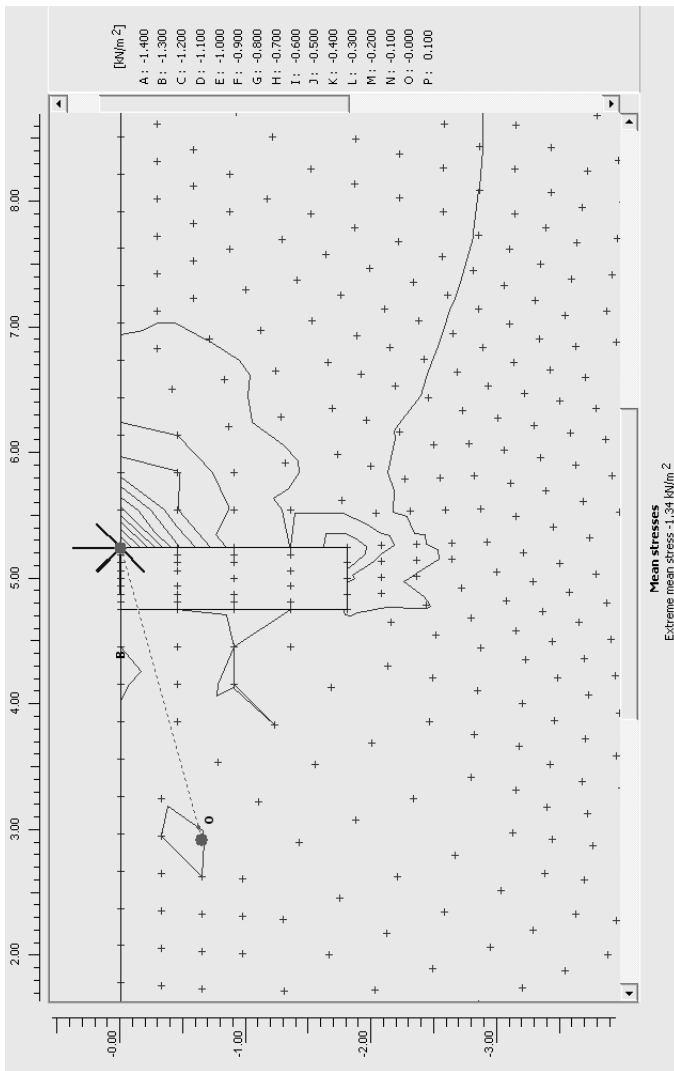 [kN/m 2
A : -1.400
B : -1.300
C : -1.200
D : -1.100
E : -1.000
F : -0.900
G : -0.800
H : -0.700
I : -0.600
J : -0.500
K : -0.400
L : -0.300
M : -0.200
N : -0.100
O : -0.000
P : 0.100
2.00 3.00 4.00 5.00 6.00 7.00 8.00
-0.00
-1.00
-2.00
-3.00
B
O
Mean stresses
Extreme mean stress -1,34 kN/m 2